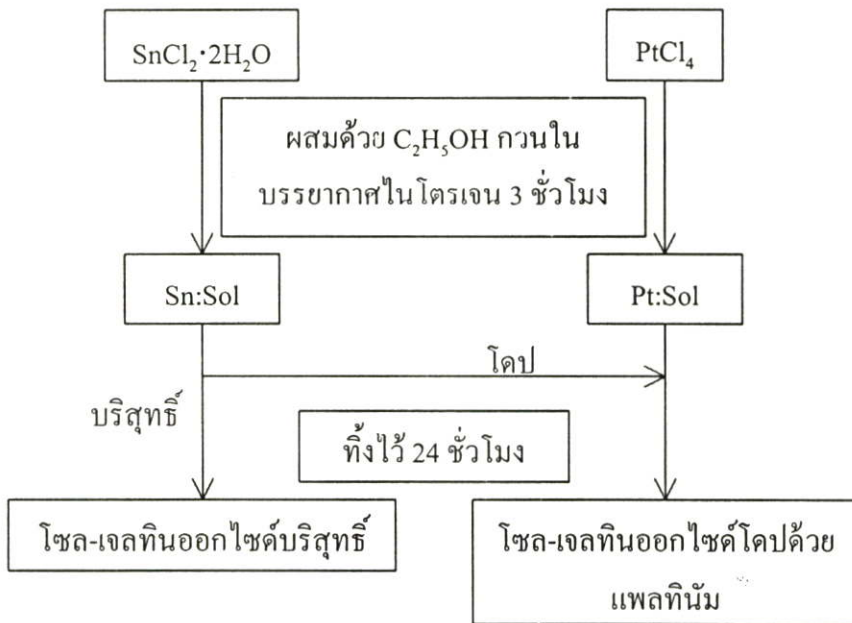 SnCl₂·2H₂O
PtCl₄
ผสมด้วย C₂H₅OH กวนใน
บรรยากาศไนโตรเจน 3 ชั่วโมง
Sn:Sol
Pt:Sol
โดป
บริสุทธิ์
ทิ้งไว้ 24 ชั่วโมง
โซล-เจลทินออกไซด์บริสุทธิ์
โซล-เจลทินออกไซด์โดปด้วย
แพลทินัม